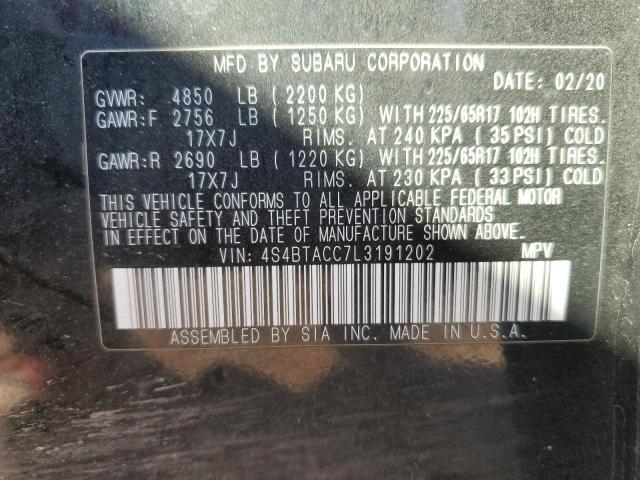 MFD BY SUBARU CORPORATION
DATE: 02/20
GVWR: 4850 LB (2200 KG)
GAWR:F 2756 LB (1250 KG) WITH 225/65R17 102H TIRES.
17X7J RIMS. AT 240 KPA (35 PSI) COLD
GAWR:R 2690 LB (1220 KG) WITH 225/65R17 102H TIRES.
17X7J RIMS. AT 230 KPA (33 PSI) COLD
THIS VEHICLE CONFORMS TO ALL APPLICABLE FEDERAL MOTOR
VEHICLE SAFETY AND THEFT PREVENTION STANDARDS
IN EFFECT ON THE DATE OF MANUFACTURE SHOWN ABOVE.
VIN: 4S4BTACC7L3191202 MPV
ASSEMBLED BY SIA INC. MADE IN U.S.A.